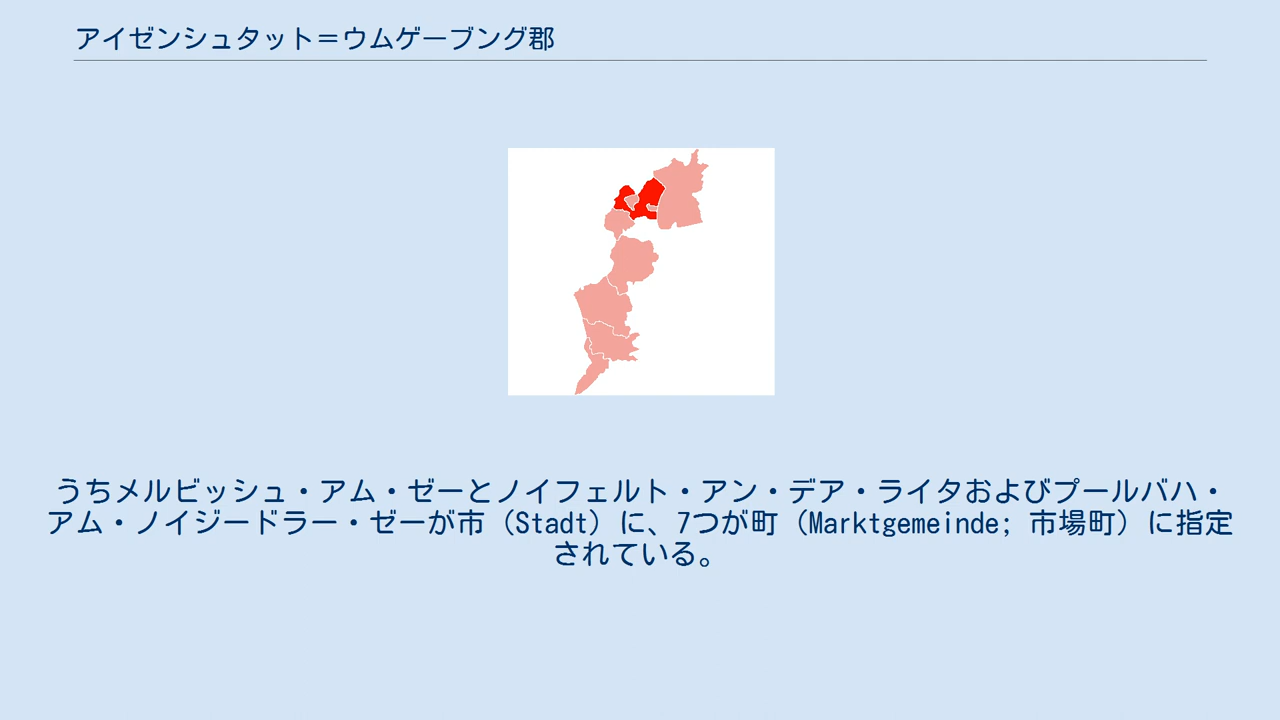 アイゼンシュタット＝ウムゲーブング郡
うちメルビッシュ・アム・ゼーとノイフェルト・アン・デア・ライタおよびプールバハ・
アム・ノイジードラー・ゼーが市（Stadt）に、7つが町（Marktgemeinde; 市場町）に指定
されている。